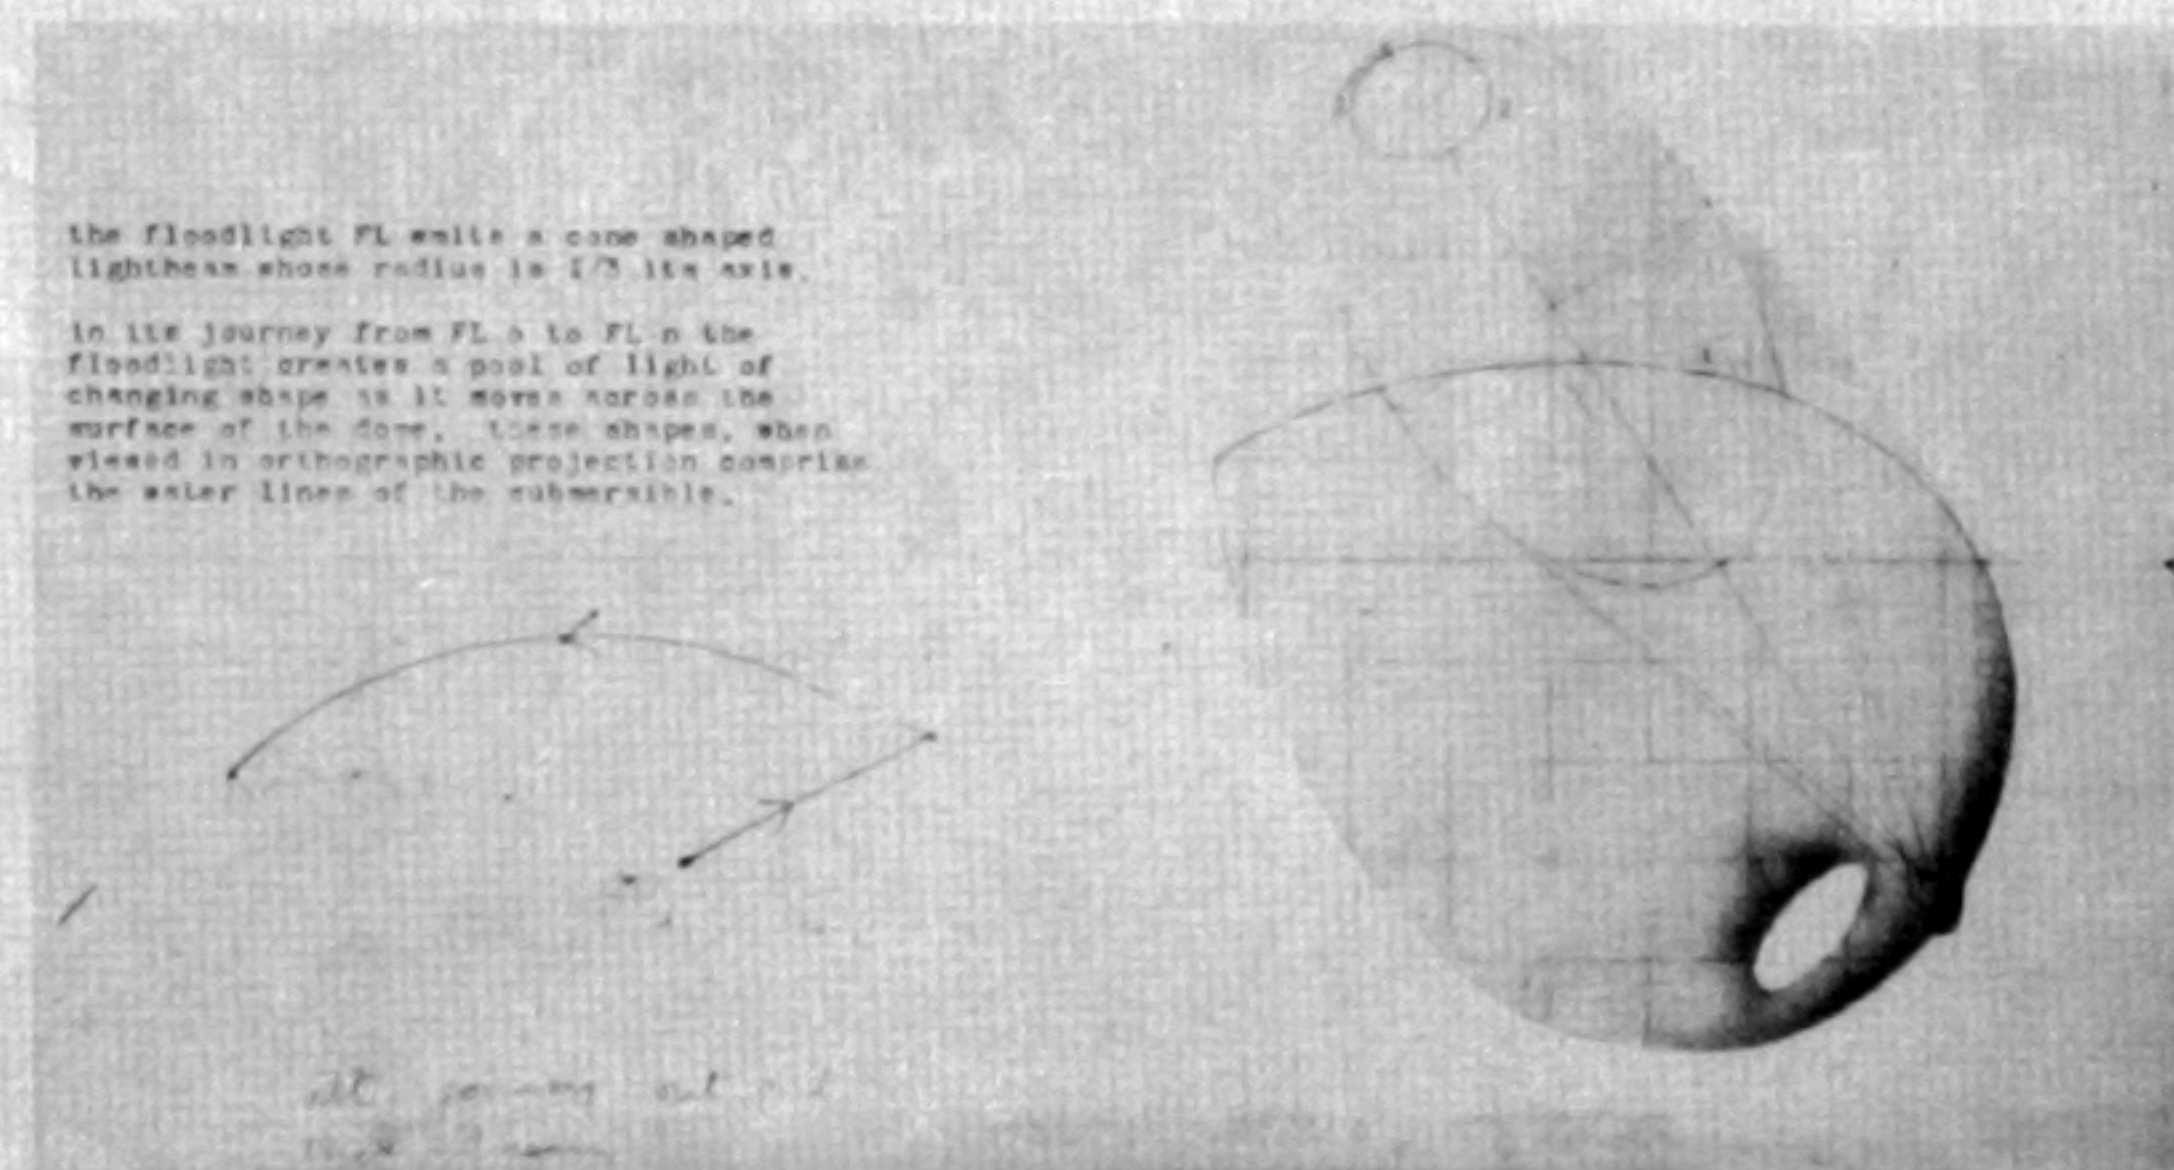 the floodlight FL emits a cone shaped
lightbeam whose radius is 1/3 its axis.
in its journey from FL to FL n the
floodlight creates a pool of light of
changing shape as it moves across the
surface of the dome. these shapes, when
viewed in orthographic projection comprise
the water lines of the submersible.
out